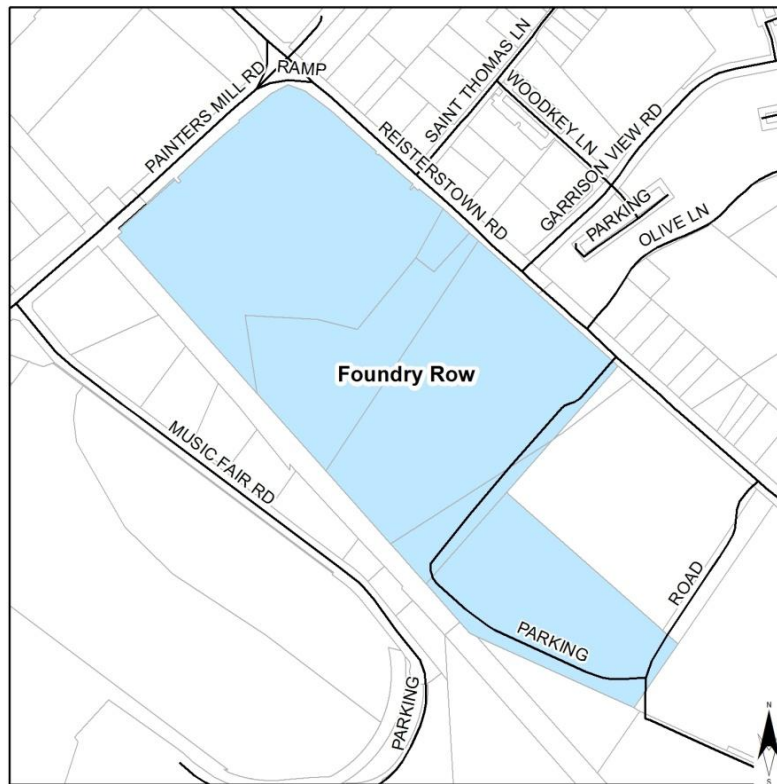 SAINT THOMAS LN
RAMP
PAINTERS MILL RD
WOODKEY LN
REISTERSTOWN RD
GARRISON VIEW RD
PARKING
OLIVE LN
Foundry Row
MUSIC FAIR RD
ROAD
PARKING
PARKING
N
S